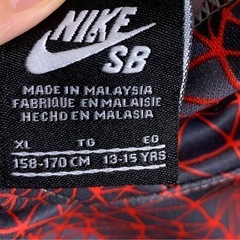 NIKE
SB
MADE IN MALAYSIA
FABRIQUE EN MALAISIE
HECHO EN MALASIA
XL TG EG
158-170 CM 13-15 YRS